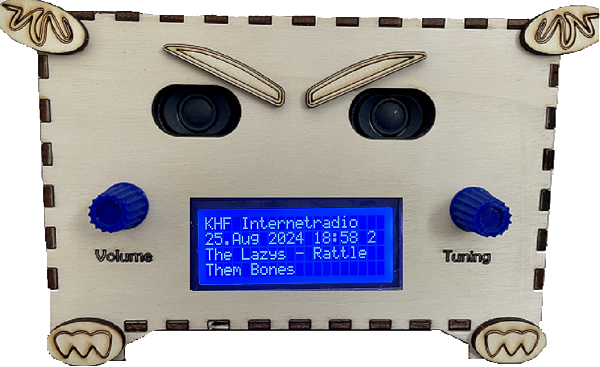 KHF Internetradio
25.Aug 2024 18:58 2
The Lazys - Rattle
Them Bones
Volume
Tuning